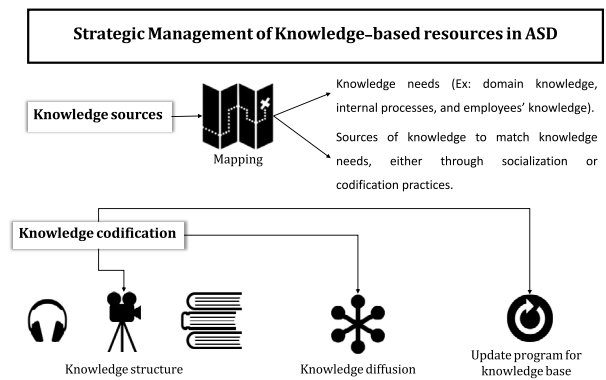 Strategic Management of Knowledge–based resources in ASD
Knowledge needs (Ex: domain knowledge,
internal processes, and employees' knowledge).
Knowledge sources
Sources of knowledge to match knowledge
needs, either through socialization or
codification practices.
Mapping
Knowledge codification
Knowledge structure
Knowledge diffusion
Update program for
knowledge base